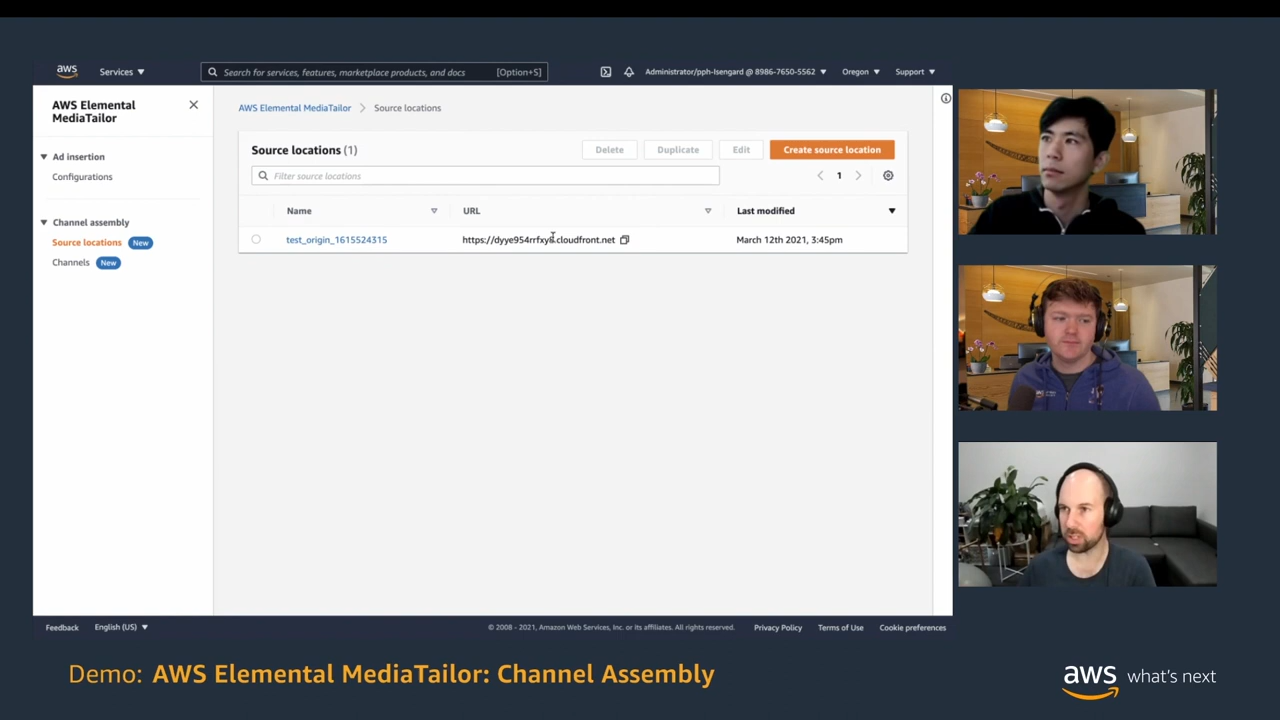 aws
Services
Search for services, features, marketplace products, and docs
[Option+S]
Administrator/pph-Isengard @ 8986-7650-5562
Oregon
Support
AWS Elemental
MediaTailor
Ad insertion
Configurations
Channel assembly
Source locations New
Channels New
AWS Elemental MediaTailor > Source locations
Source locations (1)
Delete
Duplicate
Edit
Create source location
Filter source locations
1
Name
URL
Last modified
test_origin_1615524315
https://dyye954rrfxy8.cloudfront.net
March 12th 2021, 3:45pm
Feedback
English (US)
© 2008 - 2021, Amazon Web Services, Inc. or its affiliates. All rights reserved.
Privacy Policy
Terms of Use
Cookie preferences
Demo: AWS Elemental MediaTailor: Channel Assembly
aws what's next